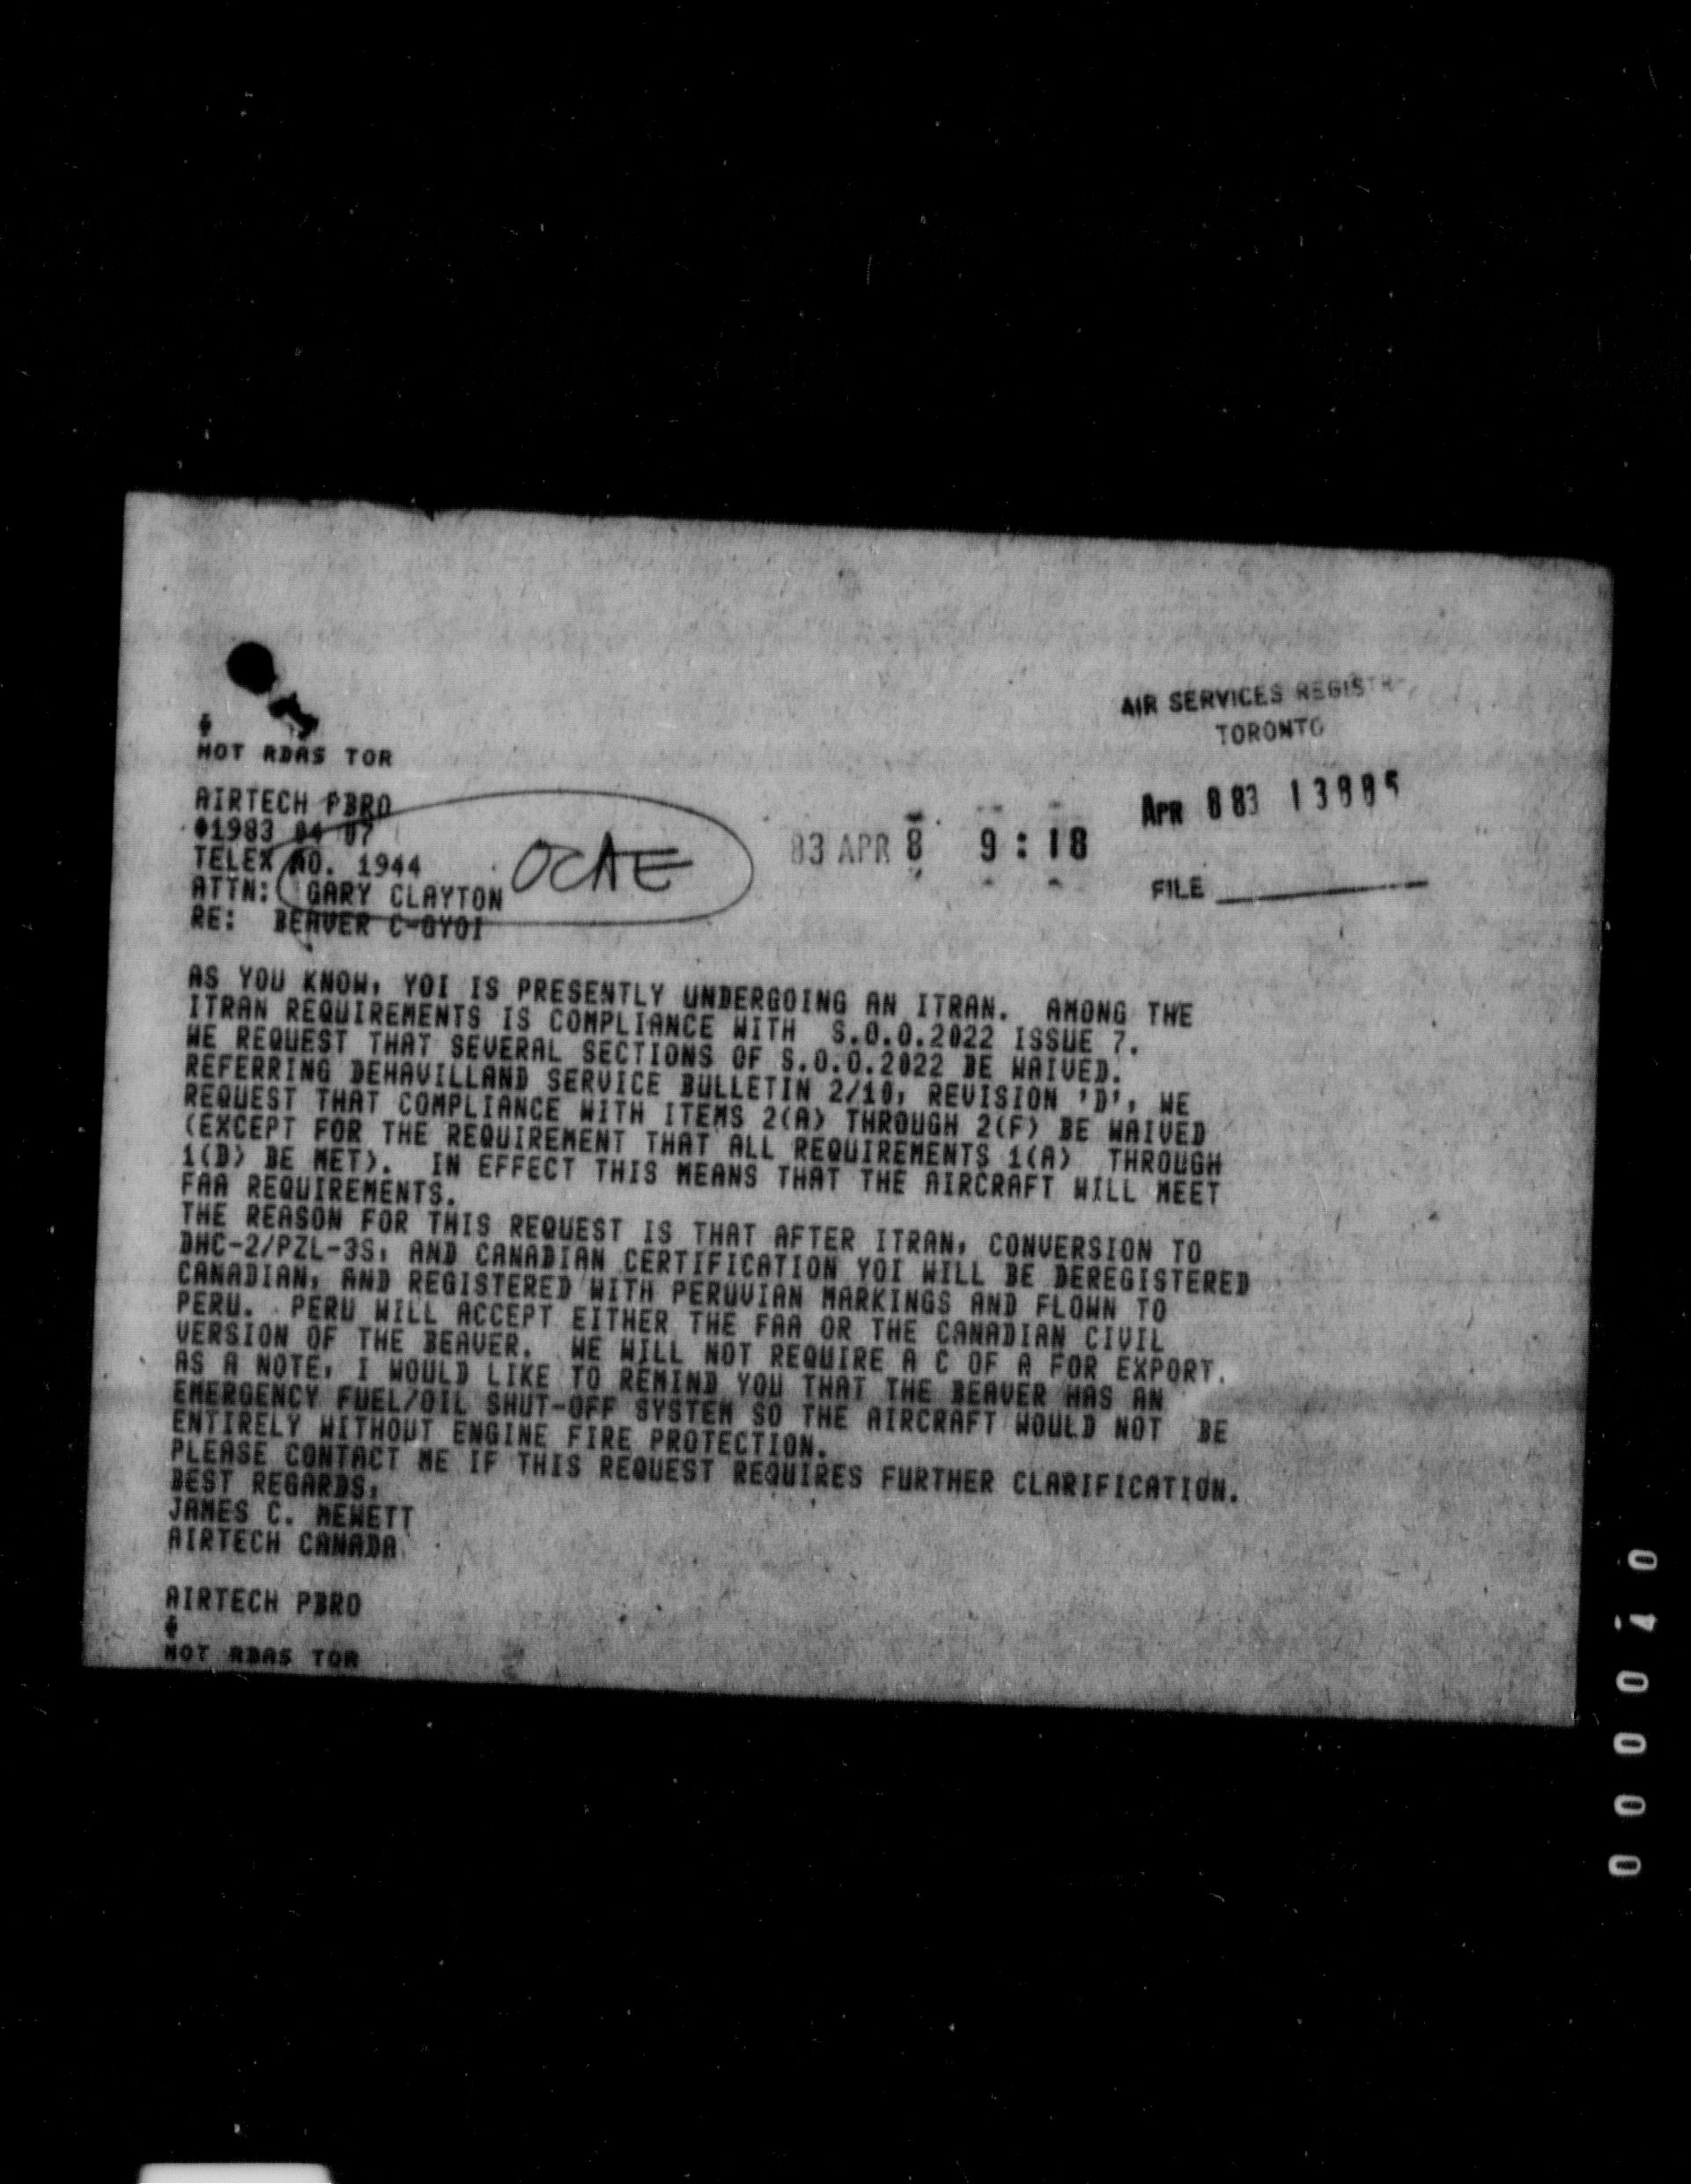 AIR SERVICES REGISTR
TORONTO
MOT RDAS TOR
AIRTECH PBRO
1983 04 07
TELEX NO. 1944
OCAE
83 APR 8 9:18
APR 8 83 13885
ATTN: GARY CLAYTON
FILE
RE: BEAVER C-GYOI
AS YOU KNOW, YOI IS PRESENTLY UNDERGOING AN ITRAN. AMONG THE
ITRAN REQUIREMENTS IS COMPLIANCE WITH S.O.O.2022 ISSUE 7.
WE REQUEST THAT SEVERAL SECTIONS OF S.O.O.2022 BE WAIVED.
REFERRING DEHAVILLAND SERVICE BULLETIN 2/10, REVISION 'D', WE
REQUEST THAT COMPLIANCE WITH ITEMS 2(A) THROUGH 2(F) BE WAIVED
(EXCEPT FOR THE REQUIREMENT THAT ALL REQUIREMENTS 1(A) THROUGH
1(D) BE MET). IN EFFECT THIS MEANS THAT THE AIRCRAFT WILL MEET
FAA REQUIREMENTS.
THE REASON FOR THIS REQUEST IS THAT AFTER ITRAN, CONVERSION TO
DHC-2/PZL-3S, AND CANADIAN CERTIFICATION YOI WILL BE DEREGISTERED
CANADIAN, AND REGISTERED WITH PERUVIAN MARKINGS AND FLOWN TO
PERU. PERU WILL ACCEPT EITHER THE FAA OR THE CANADIAN CIVIL
VERSION OF THE BEAVER. WE WILL NOT REQUIRE A C OF A FOR EXPORT.
AS A NOTE, I WOULD LIKE TO REMIND YOU THAT THE BEAVER HAS AN
EMERGENCY FUEL/OIL SHUT-OFF SYSTEM SO THE AIRCRAFT WOULD NOT BE
ENTIRELY WITHOUT ENGINE FIRE PROTECTION.
PLEASE CONTACT ME IF THIS REQUEST REQUIRES FURTHER CLARIFICATION.
BEST REGARDS,
JAMES C. MEWETT
AIRTECH CANADA
AIRTECH PBRO
MOT RDAS TOR
000040